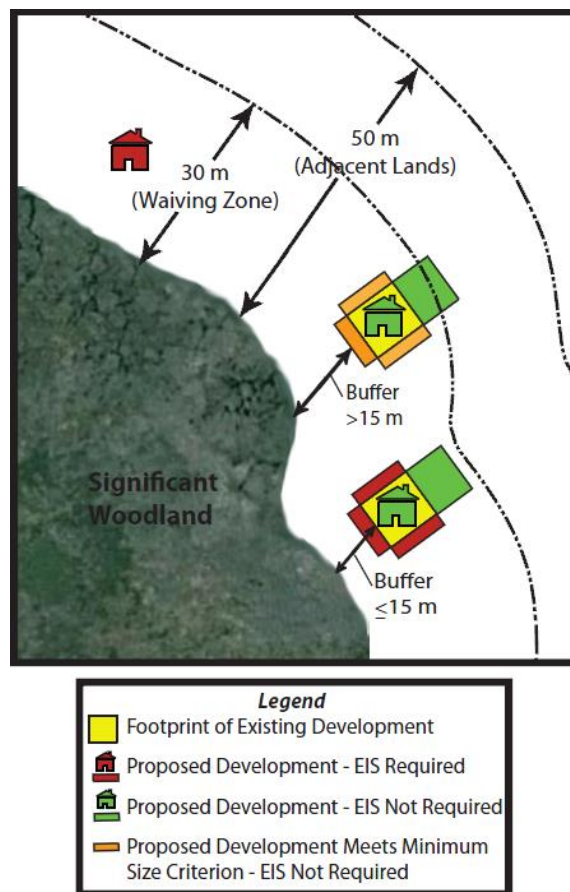 50 m
(Adjacent Lands)
30 m
(Waiving Zone)
Buffer
>15 m
Significant
Woodland
Buffer
≤15 m
Legend
Footprint of Existing Development
Proposed Development - EIS Required
Proposed Development - EIS Not Required
Proposed Development Meets Minimum
Size Criterion - EIS Not Required